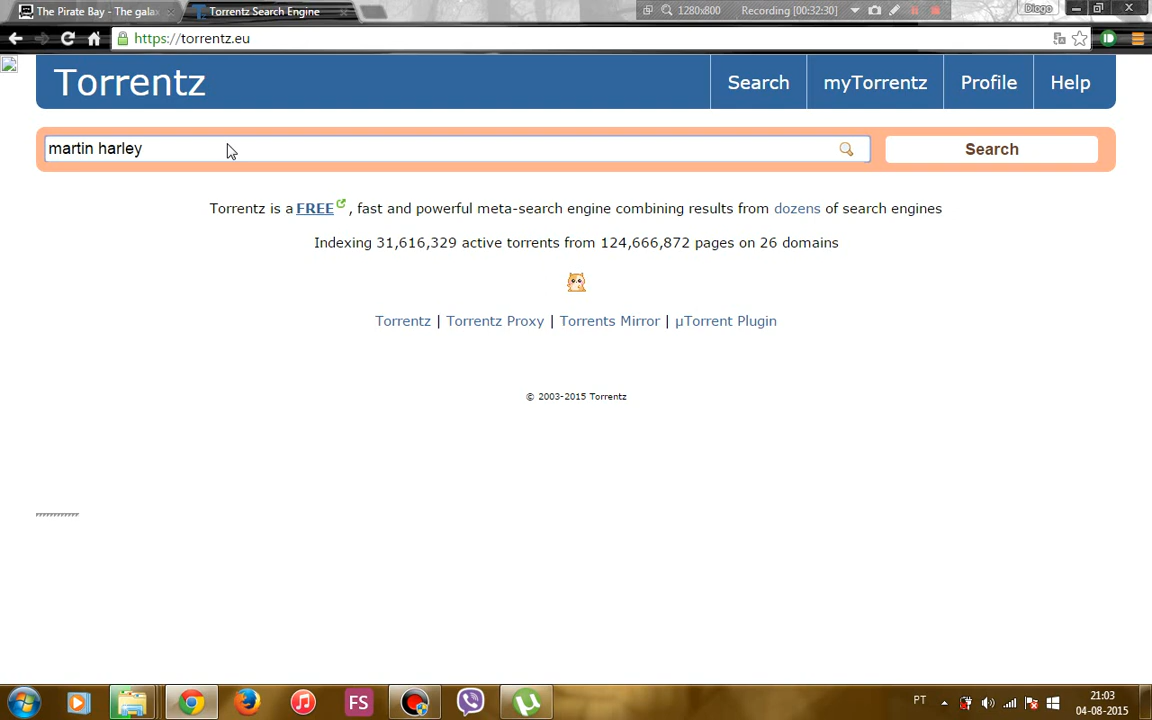 The Pirate Bay - The galax
Torrentz Search Engine
1280x800
Recording [00:32:30]
Diogo
https://torrentz.eu
Torrentz
Search
myTorrentz
Profile
Help
martin harley
Search
Torrentz is a FREE, fast and powerful meta-search engine combining results from dozens of search engines
Indexing 31,616,329 active torrents from 124,666,872 pages on 26 domains
Torrentz | Torrentz Proxy | Torrents Mirror | µTorrent Plugin
© 2003-2015 Torrentz
FS
PT
21:03
04-08-2015